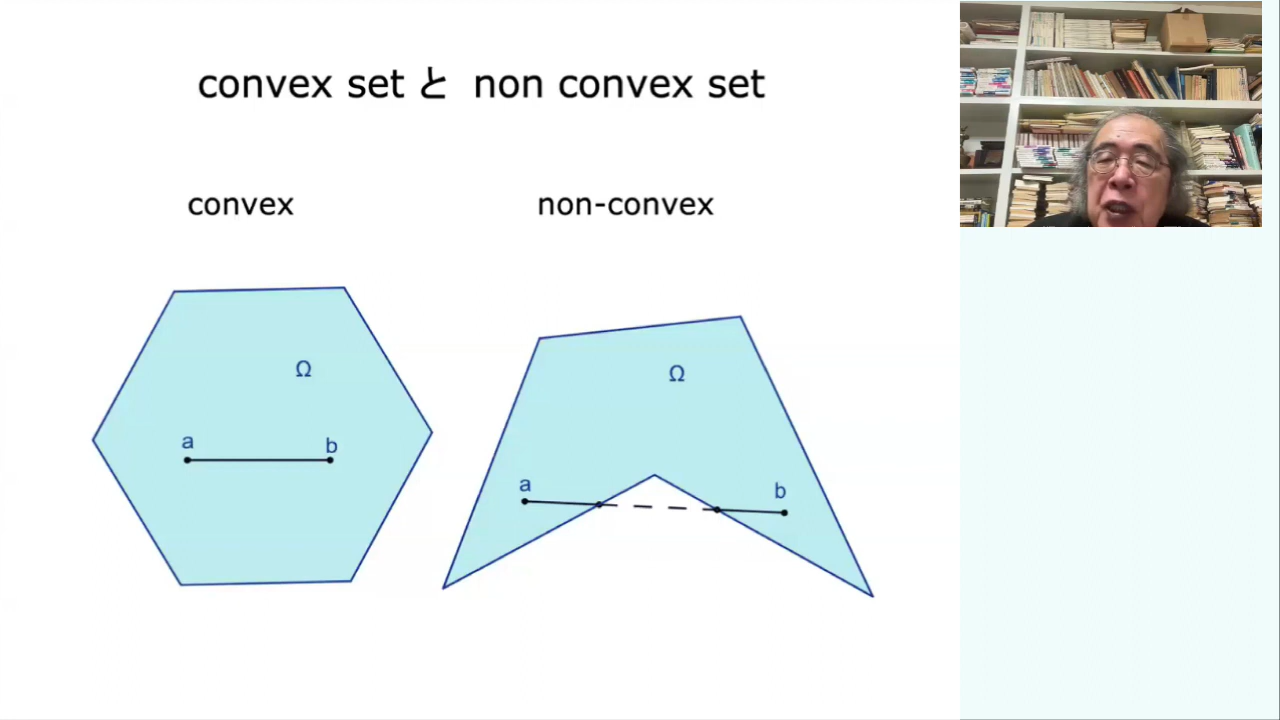 convex set と non convex set
convex
non-convex
Ω
Ω
a
b
a
b